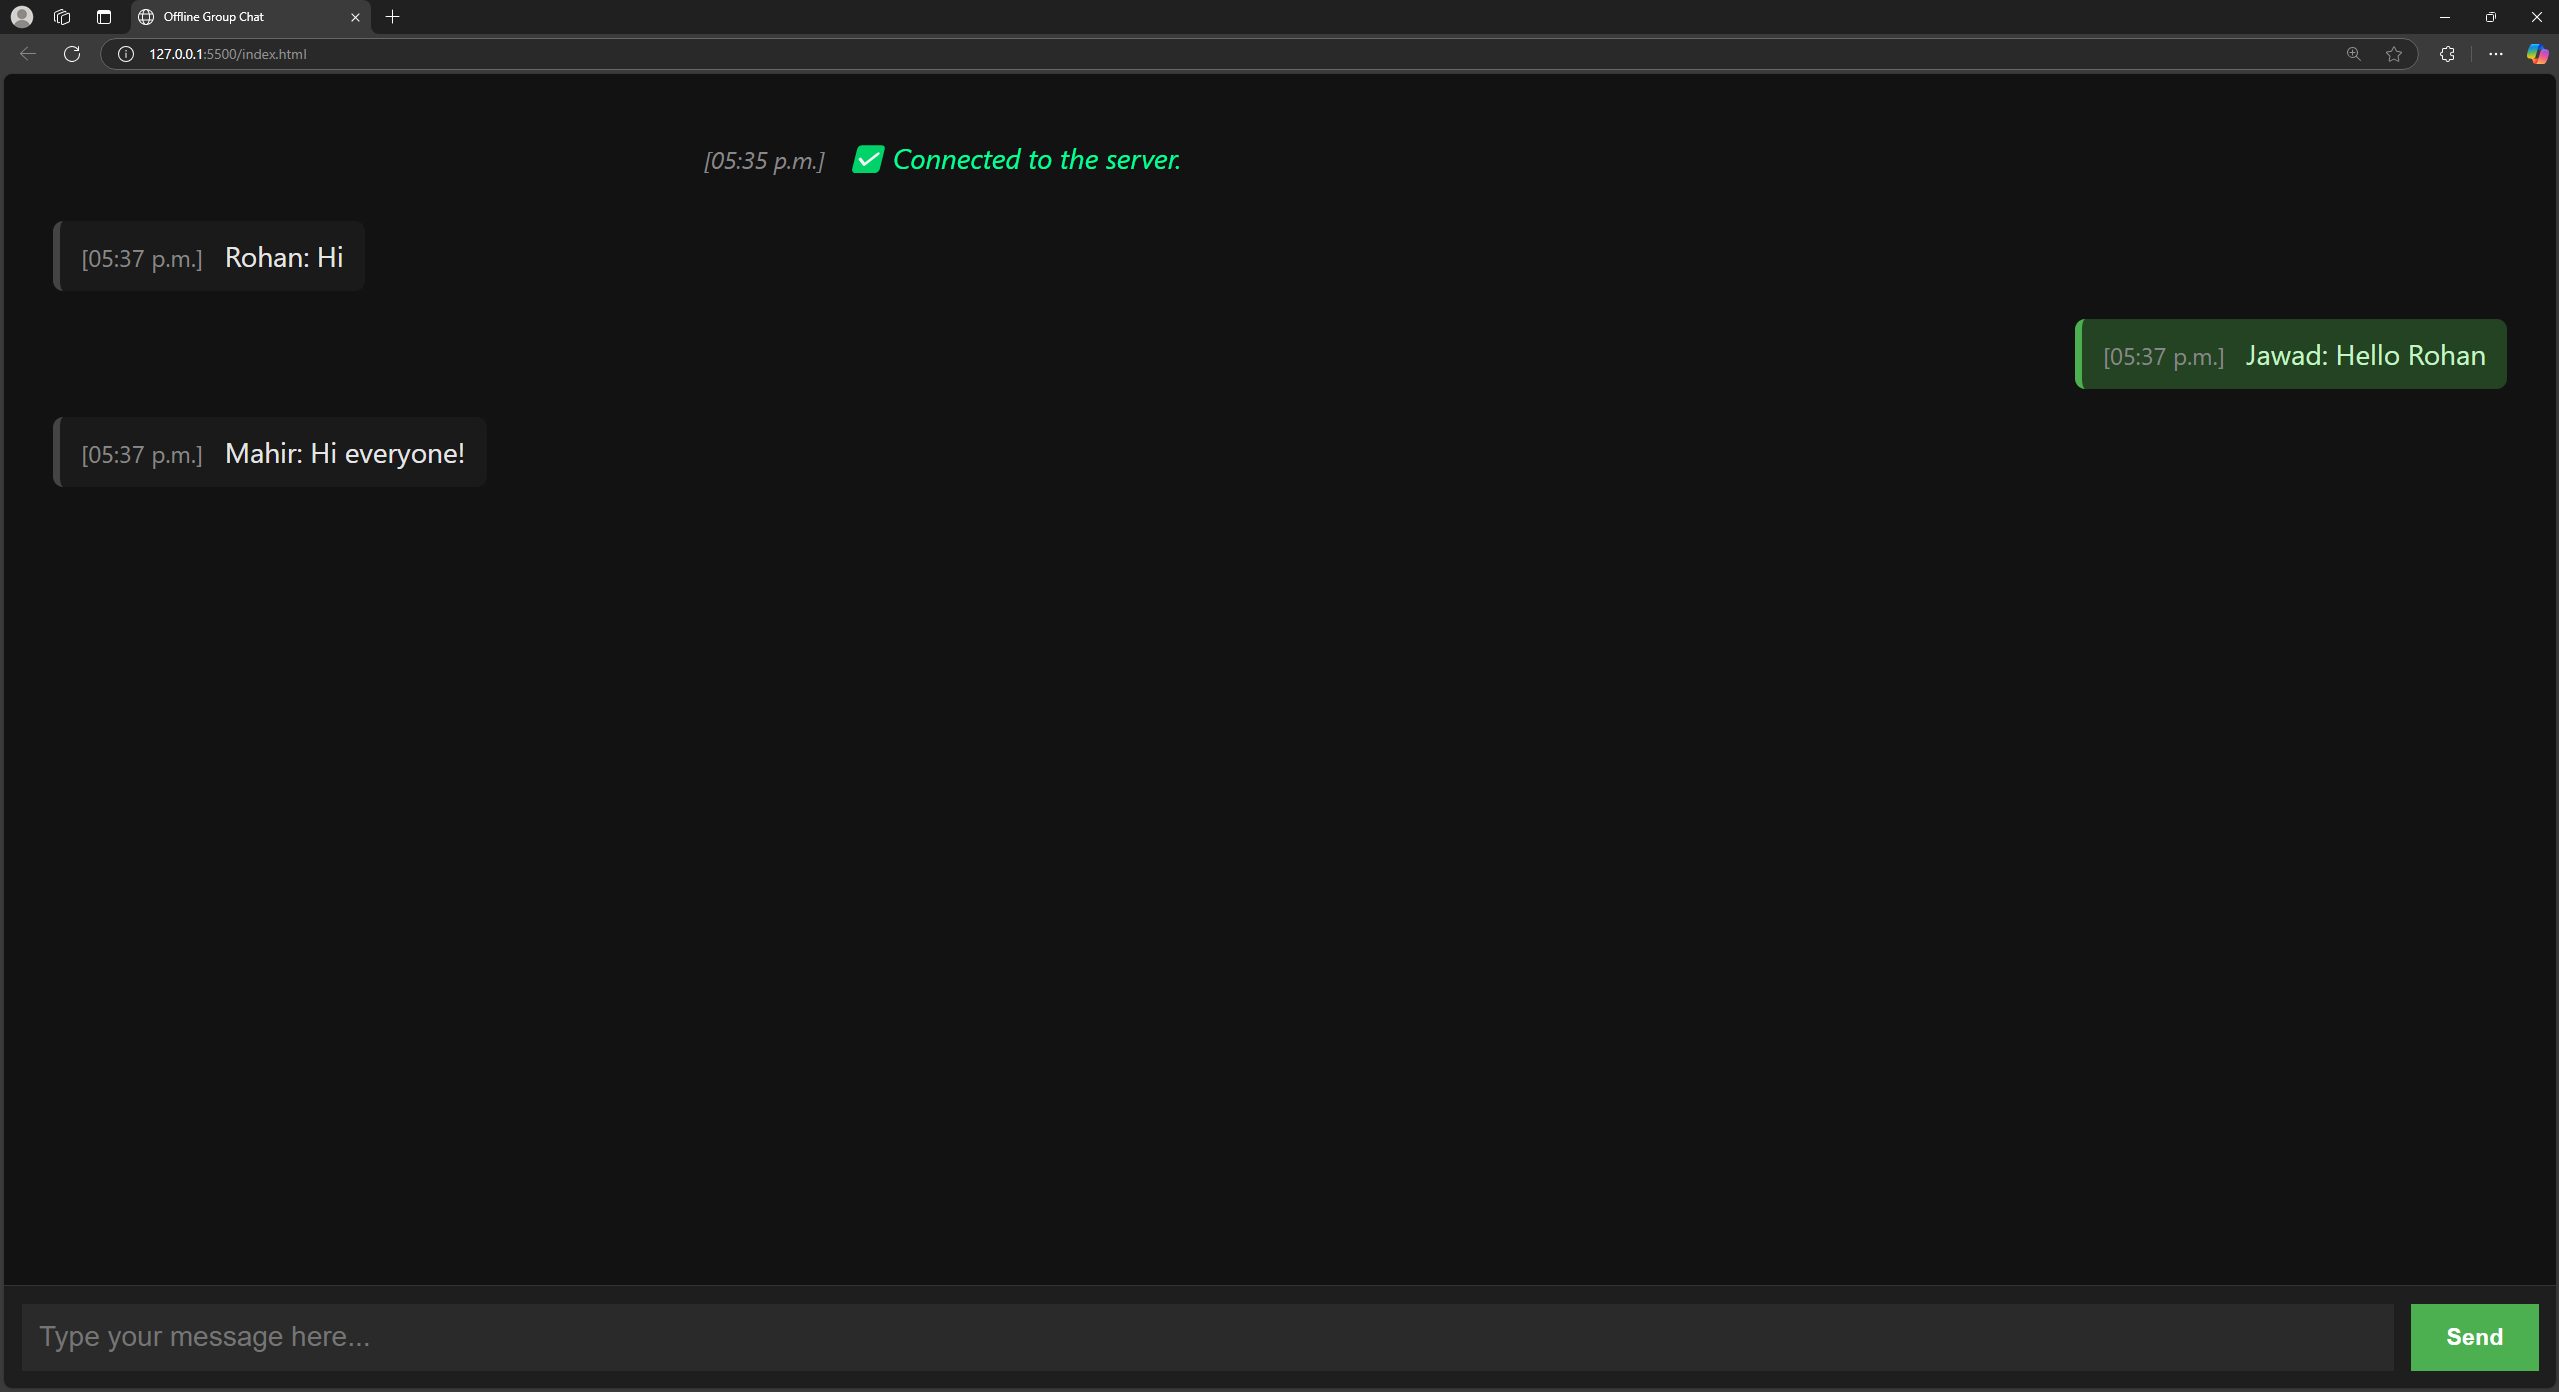 Offline Group Chat
127.0.0.1:5500/index.html
[05:35 p.m.] ✅ Connected to the server.
[05:37 p.m.] Rohan: Hi
[05:37 p.m.] Jawad: Hello Rohan
[05:37 p.m.] Mahir: Hi everyone!
Type your message here...
Send